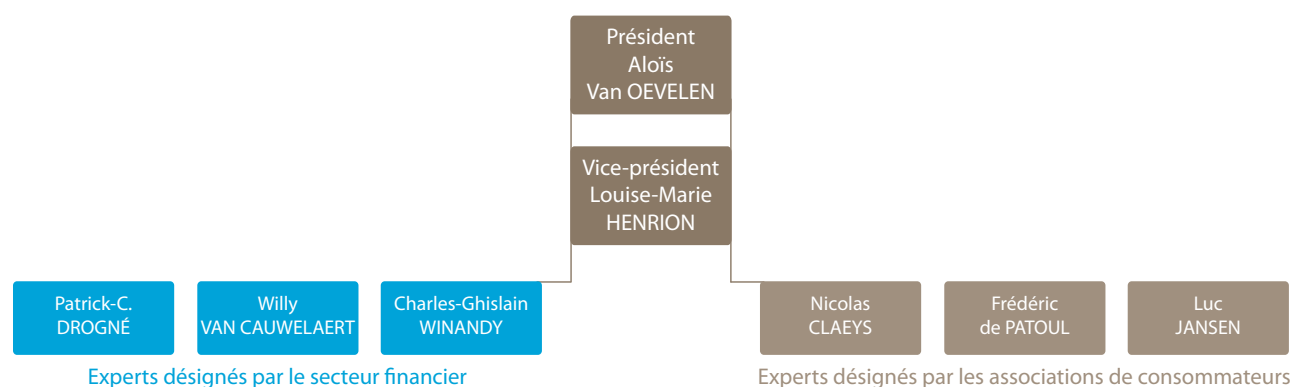 Président
Aloïs
Van OEVELEN
Vice-président
Louise-Marie
HENRION
Patrick-C.
DROGNÉ
Willy
VAN CAUWELAERT
Charles-Ghislain
WINANDY
Nicolas
CLAEYS
Frédéric
de PATOUL
Luc
JANSEN
Experts désignés par le secteur financier
Experts désignés par les associations de consommateurs